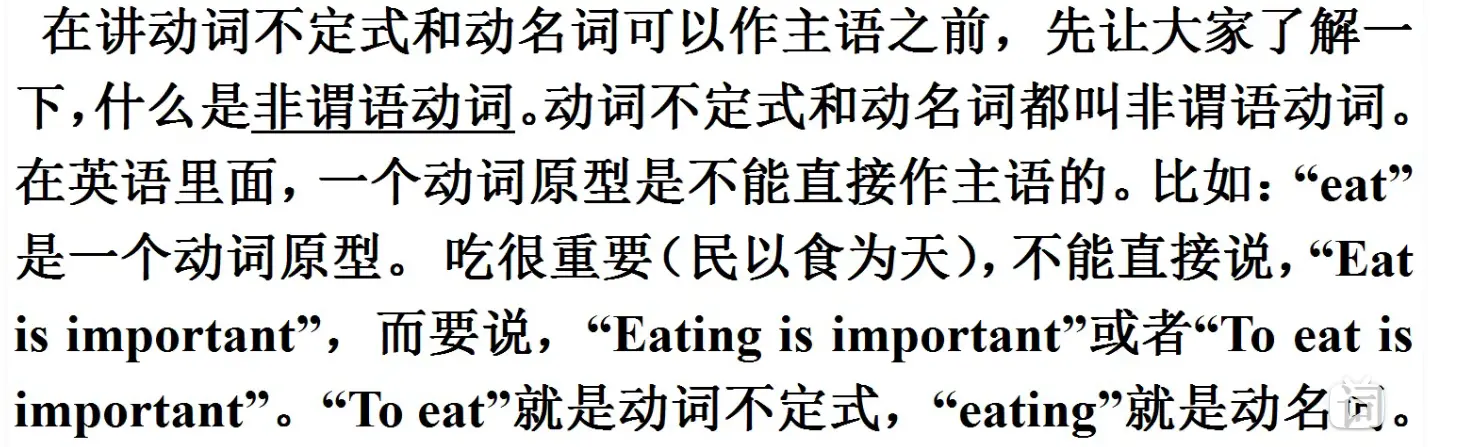 在讲动词不定式和动名词可以作主语之前，先让大家了解一
下，什么是非谓语动词。动词不定式和动名词都叫非谓语动词。
在英语里面，一个动词原型是不能直接作主语的。比如：“eat”
是一个动词原型。吃很重要（民以食为天），不能直接说，“Eat
is important”，而要说，“Eating is important”或者“To eat is
important”。“To eat”就是动词不定式，“eating”就是动名词。